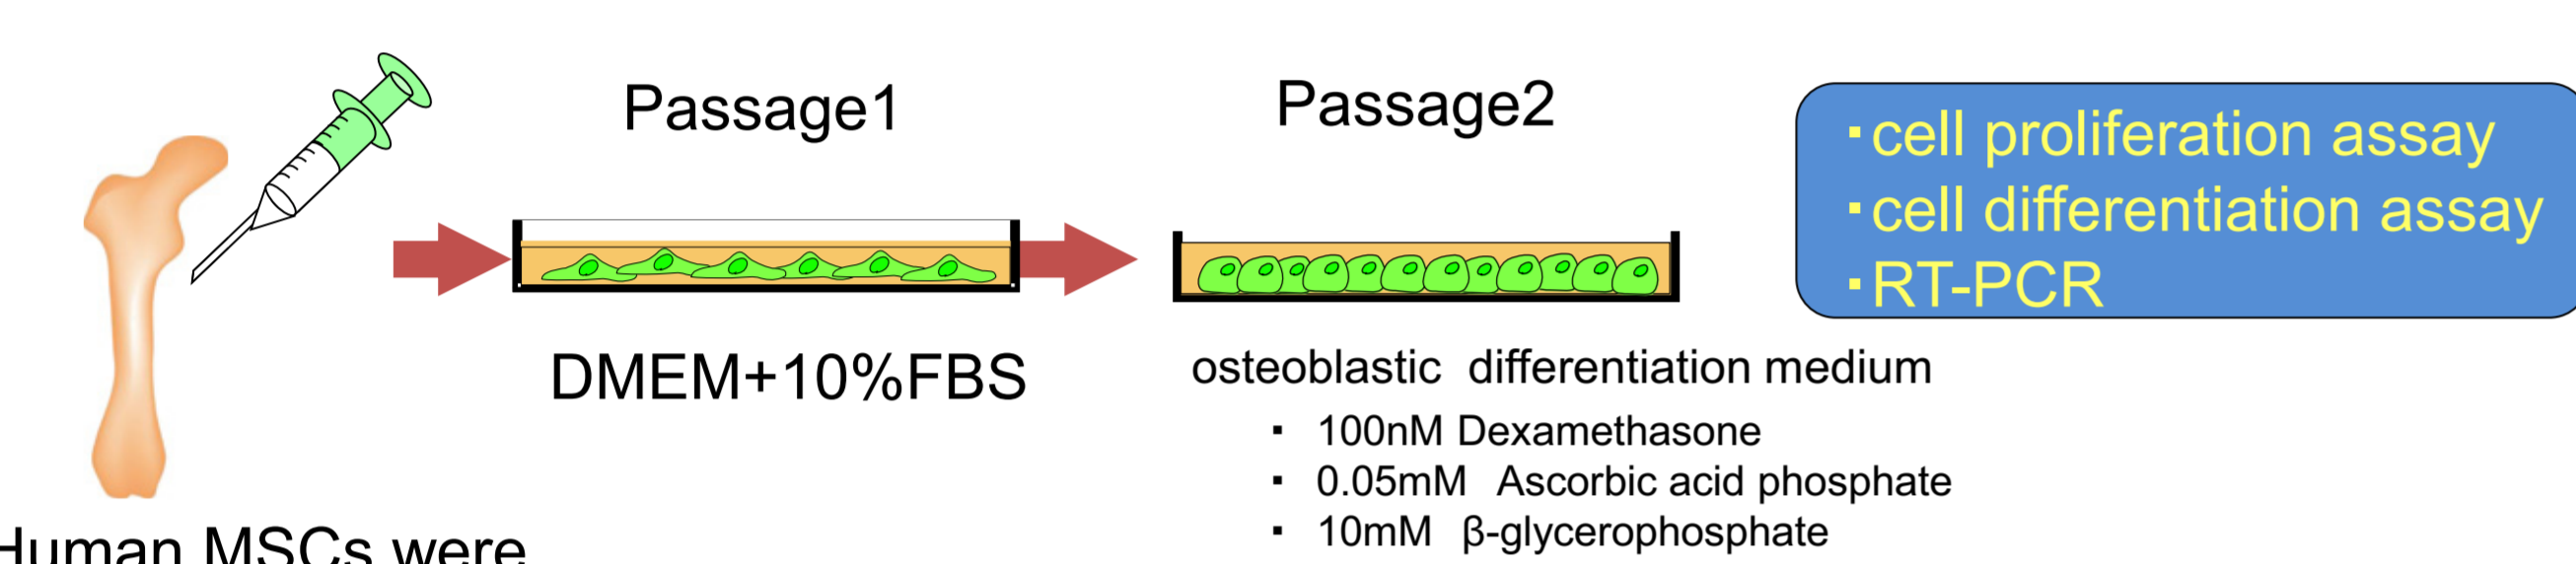 Passage1
Passage2
DMEM+10%FBS
osteoblastic differentiation medium
▪ 100nM Dexamethasone
▪ 0.05mM Ascorbic acid phosphate
▪ 10mM β-glycerophosphate
▪cell proliferation assay
▪cell differentiation assay
▪RT-PCR
Human MSCs were